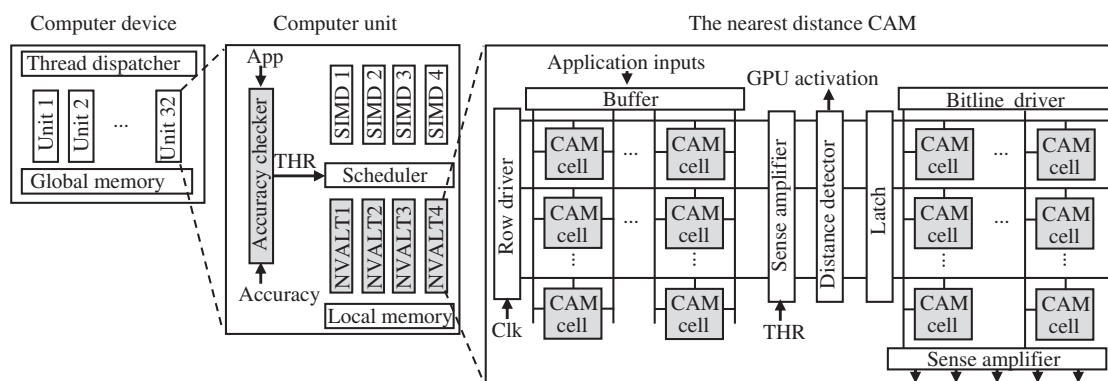 Computer device
Computer unit
The nearest distance CAM
Thread dispatcher
Unit 1
Unit 2
...
Unit 32
Global memory
App
Accuracy checker
Accuracy
THR
SIMD 1
SIMD 2
SIMD 3
SIMD 4
Scheduler
NVALT1
NVALT2
NVALT3
NVALT4
Local memory
Application inputs
Buffer
Row driver
Clk
CAM cell
...
CAM cell
CAM cell
...
CAM cell
...
...
CAM cell
CAM cell
Sense amplifier
THR
GPU activation
Distance detector
Latch
Bitline driver
CAM cell
...
CAM cell
CAM cell
...
CAM cell
...
...
CAM cell
CAM cell
Sense amplifier